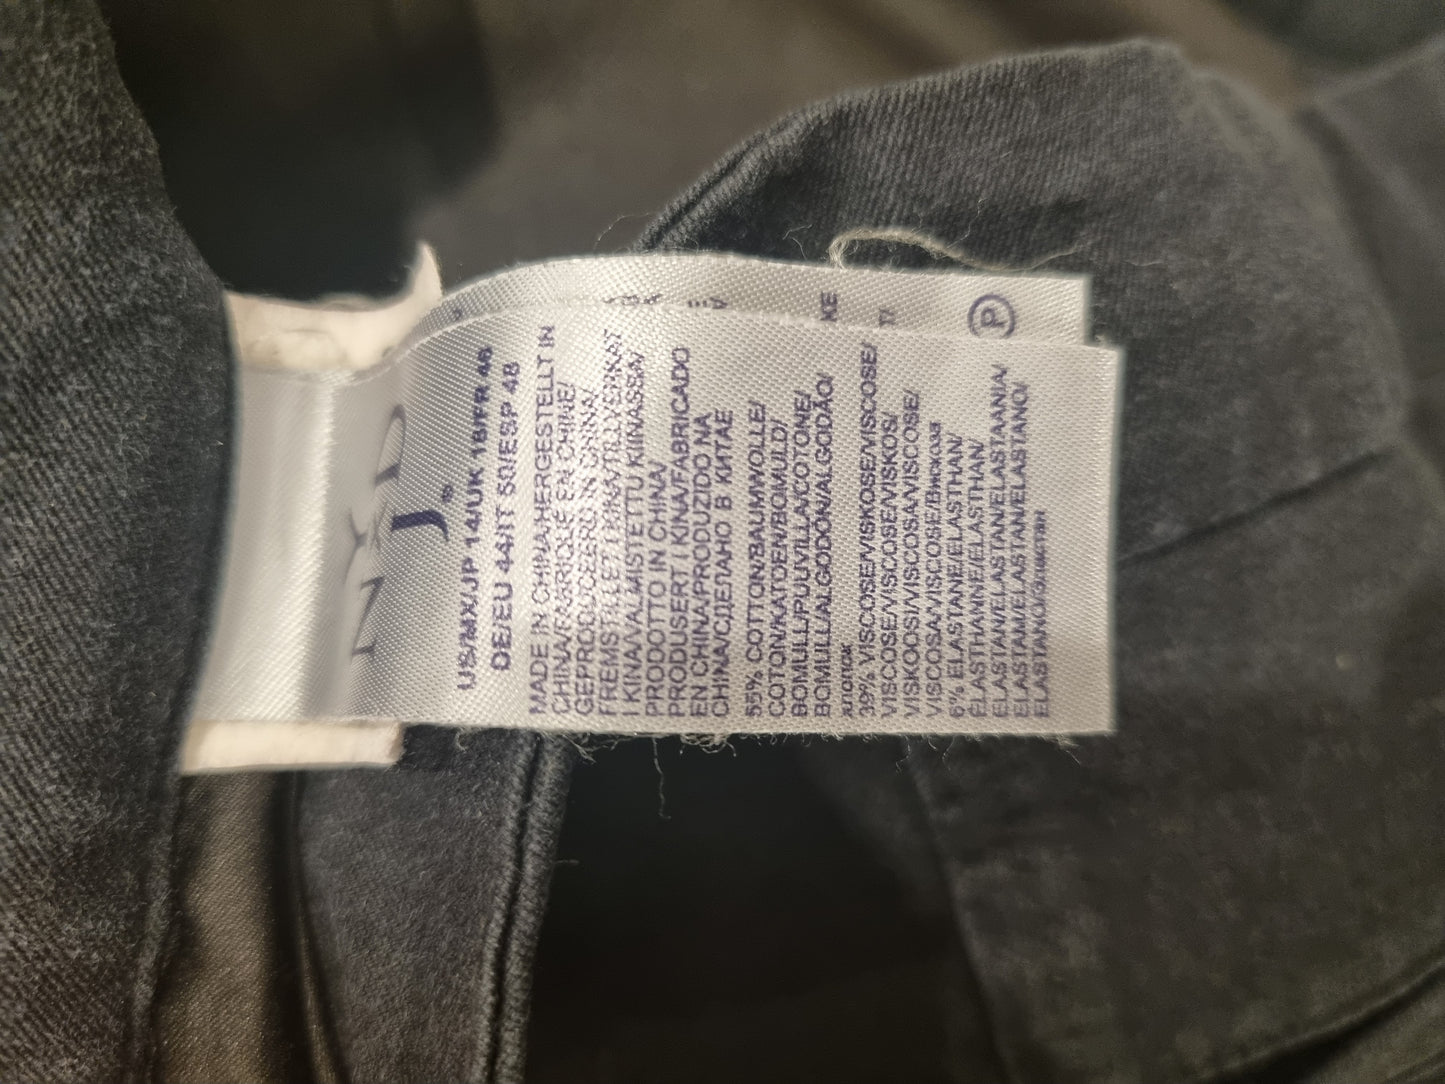 NYDJ®
US/MX/JP 14/UK 18/FR 46
DE/EU 44/IT 50/ESP 48
MADE IN CHINA/HERGESTELLT IN
CHINA/FABRIQUÉ EN CHINE/
GEPRODUCEERD IN CHINA/
FREMSTILLET I KINA/TILLVERKAT
I KINA/VALMISTETTU KIINASSA/
PRODOTTO IN CHINA/
PRODUSERT I KINA/FABRICADO
EN CHINA/PRODUZIDO NA
CHINA/СДЕЛАНО В КИТАЕ
55% COTTON/BAUMWOLLE/
COTON/KATOEN/BOMULD/
BOMULL/PUUVILLA/COTONE/
BOMULL/ALGODÓN/ALGODÃO/
хлопок
39% VISCOSE/VISKOSE/VISCOSE/
VISCOSE/VISCOSE/VISKOS/
VISKOOSI/VISCOSA/VISCOSE/
VISCOSA/VISCOSE/Вискоза
6% ELASTANE/ELASTHAN/
ÉLASTHANNE/ELASTHAN/
ELASTAN/ELASTAN/ELASTAANIA/
ELASTAM/ELASTAN/ELASTANO/
ELASTANO/эластан
P
KE